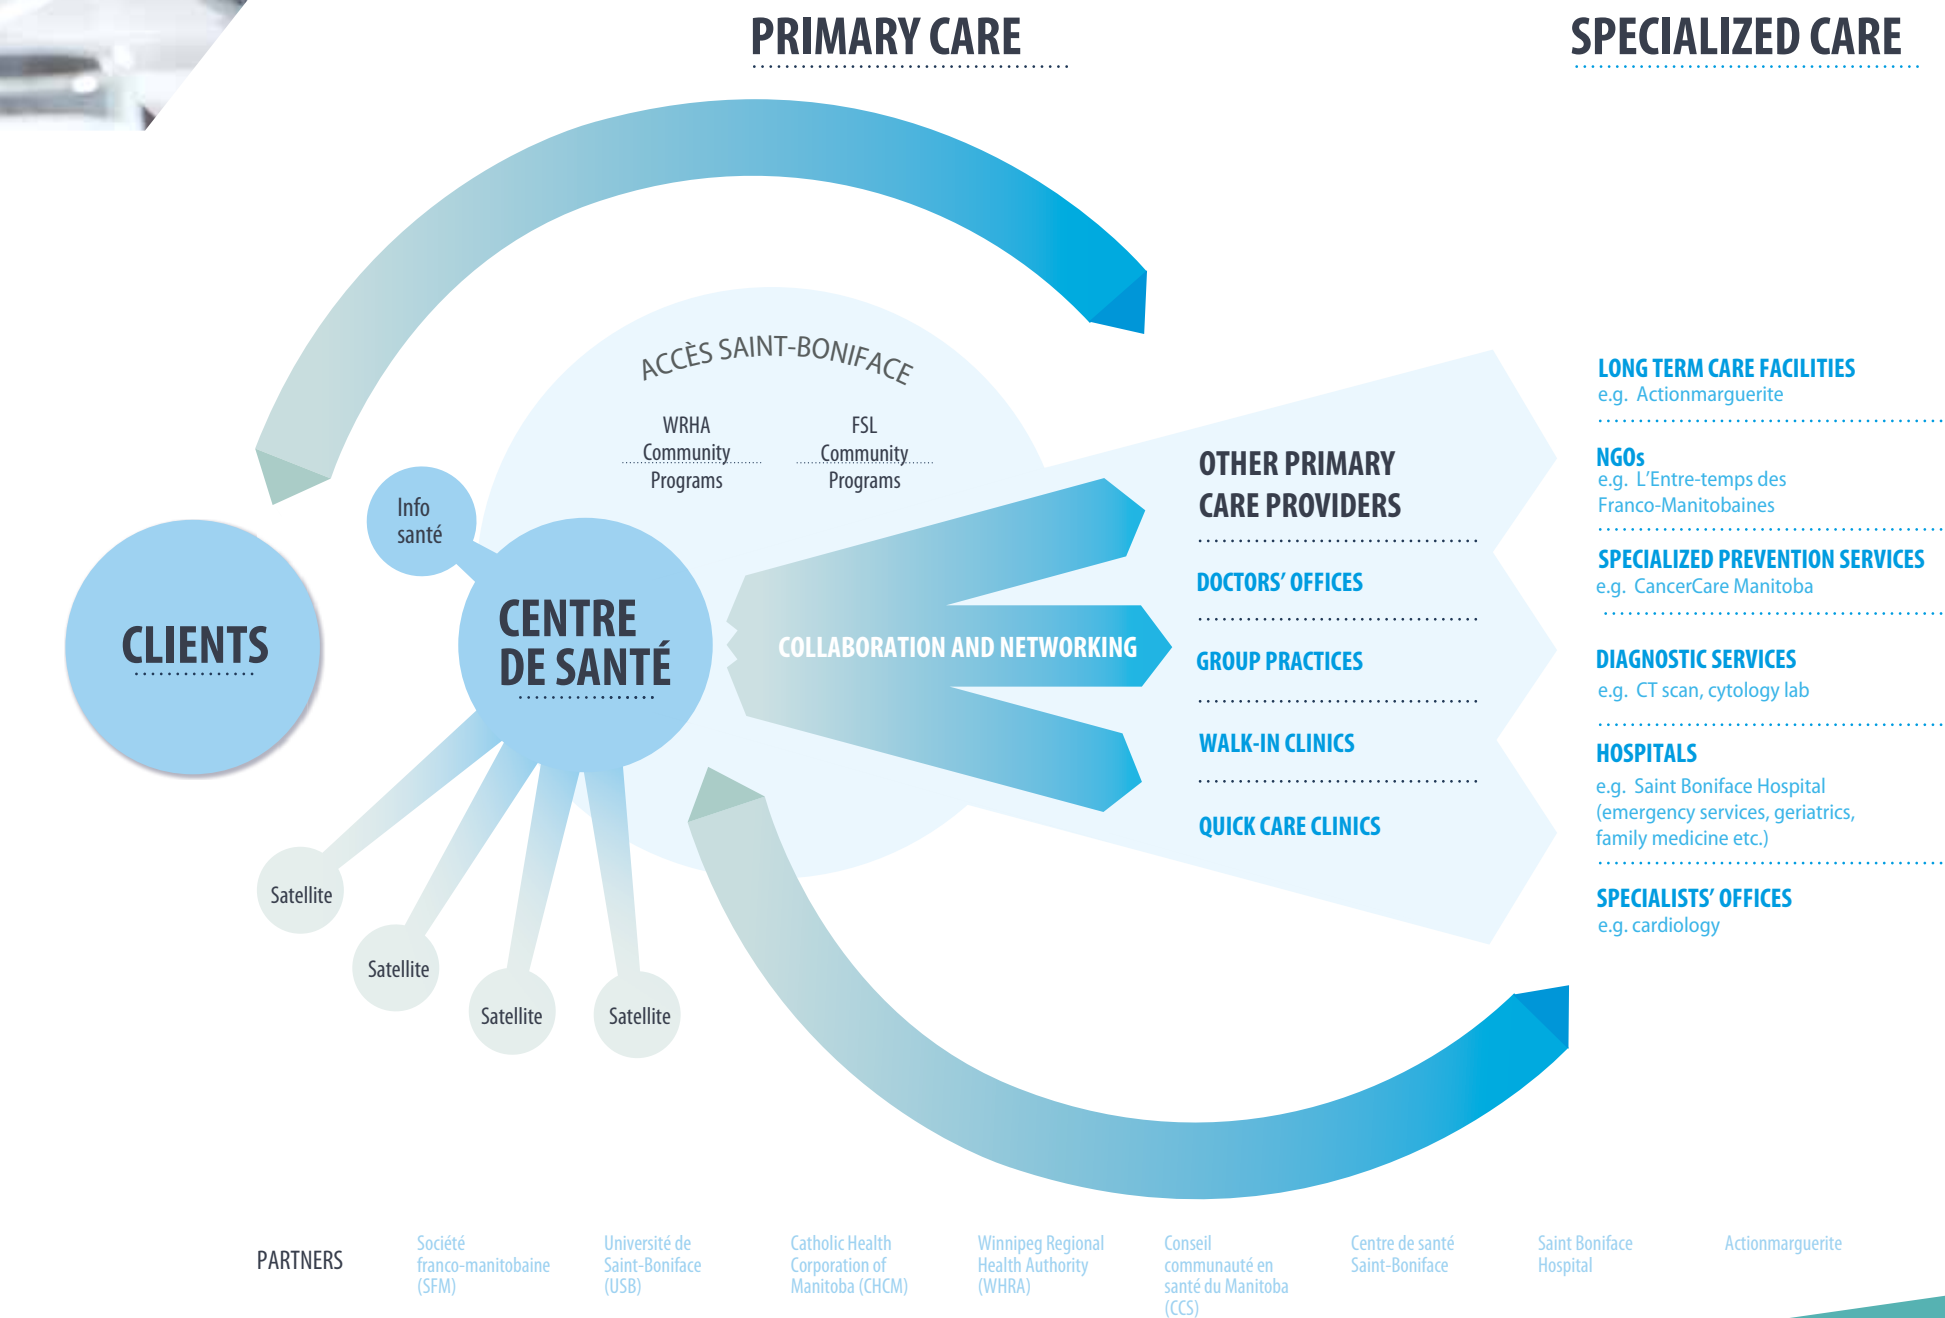 PRIMARY CARE
SPECIALIZED CARE
ACCÈS SAINT-BONIFACE
WRHA
Community
Programs
FSL
Community
Programs
Info
santé
CLIENTS
CENTRE
DE SANTÉ
COLLABORATION AND NETWORKING
Satellite
Satellite
Satellite
Satellite
OTHER PRIMARY
CARE PROVIDERS
DOCTORS' OFFICES
GROUP PRACTICES
WALK-IN CLINICS
QUICK CARE CLINICS
LONG TERM CARE FACILITIES
e.g. Actionmarguerite
NGOs
e.g. L'Entre-temps des
Franco-Manitobaines
SPECIALIZED PREVENTION SERVICES
e.g. CancerCare Manitoba
DIAGNOSTIC SERVICES
e.g. CT scan, cytology lab
HOSPITALS
e.g. Saint Boniface Hospital
(emergency services, geriatrics,
family medicine etc.)
SPECIALISTS' OFFICES
e.g. cardiology
PARTNERS
Société
franco-manitobaine
(SFM)
Université de
Saint-Boniface
(USB)
Catholic Health
Corporation of
Manitoba (CHCM)
Winnipeg Regional
Health Authority
(WHRA)
Conseil
communauté en
santé du Manitoba
(CCS)
Centre de santé
Saint-Boniface
Saint Boniface
Hospital
Actionmarguerite